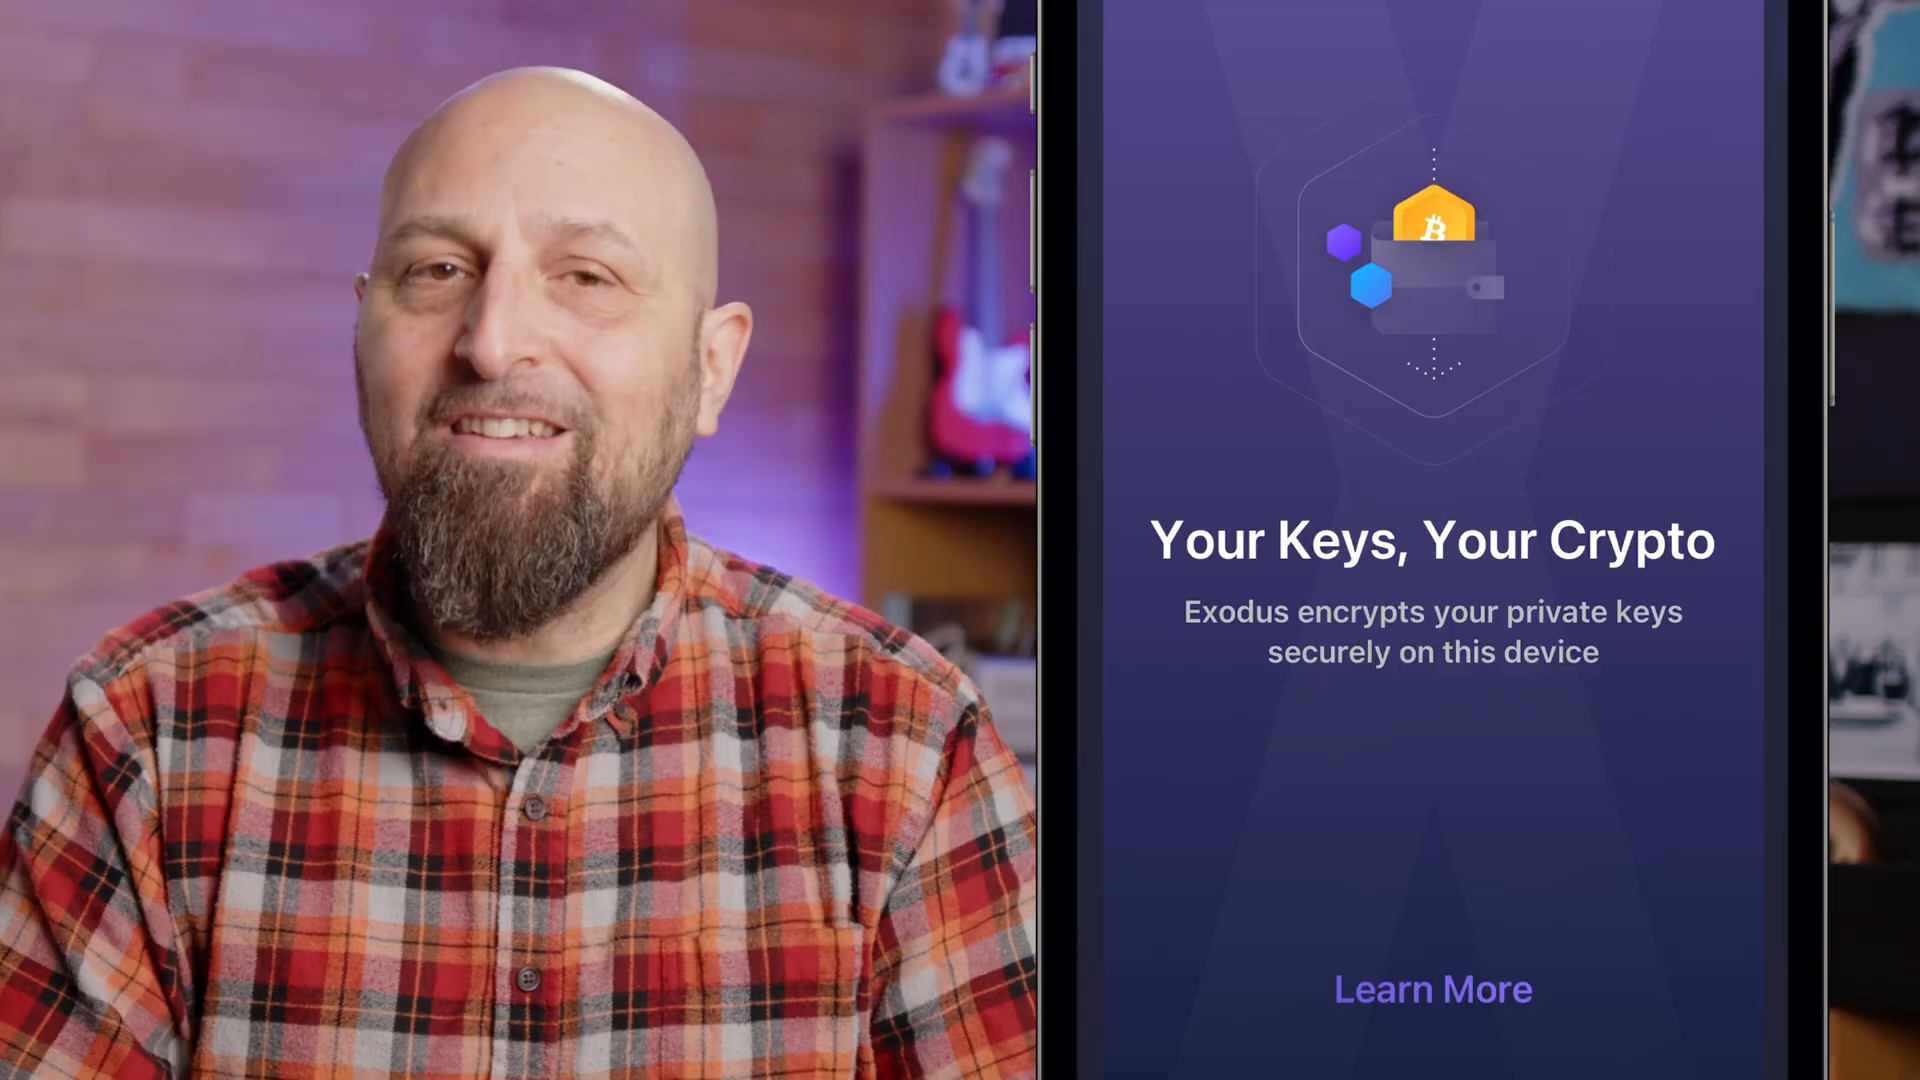 Your Keys, Your Crypto
Exodus encrypts your private keys
securely on this device
Learn More